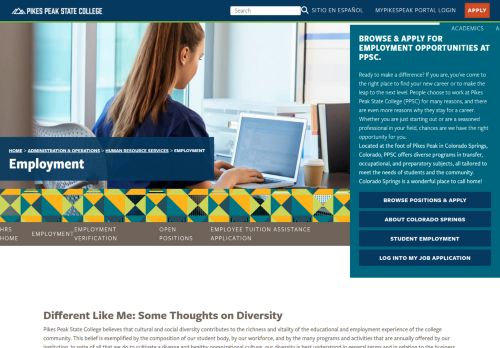 PIKES PEAK STATE COLLEGE
Search
SITIO EN ESPAÑOL
MYPIKESPEAK PORTAL LOGIN
APPLY
ACADEMICS
HOME > ADMINISTRATION & OPERATIONS > HUMAN RESOURCE SERVICES > EMPLOYMENT
Employment
BROWSE & APPLY FOR
EMPLOYMENT OPPORTUNITIES AT
PPSC.
Ready to make a difference? If you are, you've come to
the right place to find your new career or to make
the leap to the next level. People choose to work at Pikes
Peak State College (PPSC) for many reasons, and there
are even more reasons why they stay for a career.
Whether you are just starting out or are a seasoned
professional in your field, chances are we have the right
opportunity for you.
Located at the foot of Pikes Peak in Colorado Springs,
Colorado, PPSC offers diverse programs in transfer,
occupational, and preparatory subjects, all tailored to
meet the needs of the students and the community.
Colorado Springs is a wonderful place to call home!
BROWSE POSITIONS & APPLY
ABOUT COLORADO SPRINGS
STUDENT EMPLOYMENT
LOG INTO MY JOB APPLICATION
HRS HOME
EMPLOYMENT
EMPLOYMENT VERIFICATION
OPEN POSITIONS
EMPLOYEE TUITION ASSISTANCE APPLICATION
Different Like Me: Some Thoughts on Diversity
Pikes Peak State College believes that cultural and social diversity contributes to the richness and vitality of the educational and employment experience of the college
community. This belief is exemplified by the composition of our student body, by our workforce, and by the many programs and activities that are annually offered by our